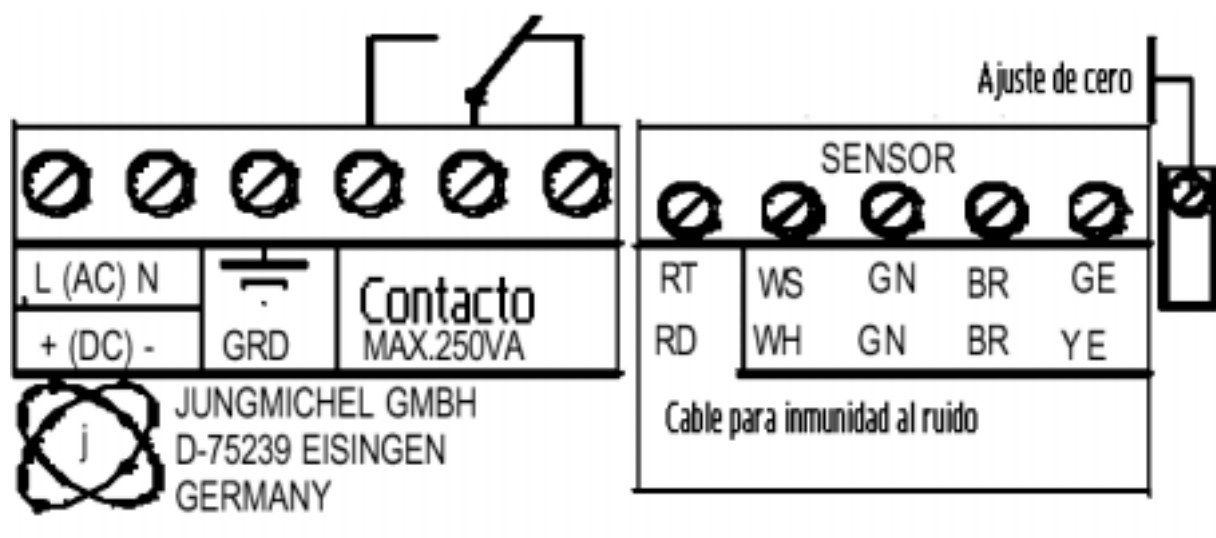 Ajuste de cero
SENSOR
L (AC) N
+ (DC) -
GRD
Contacto
MAX.250VA
RT WS GN BR GE
RD WH GN BR YE
Cable para inmunidad al ruido
j
JUNGMICHEL GMBH
D-75239 EISINGEN
GERMANY